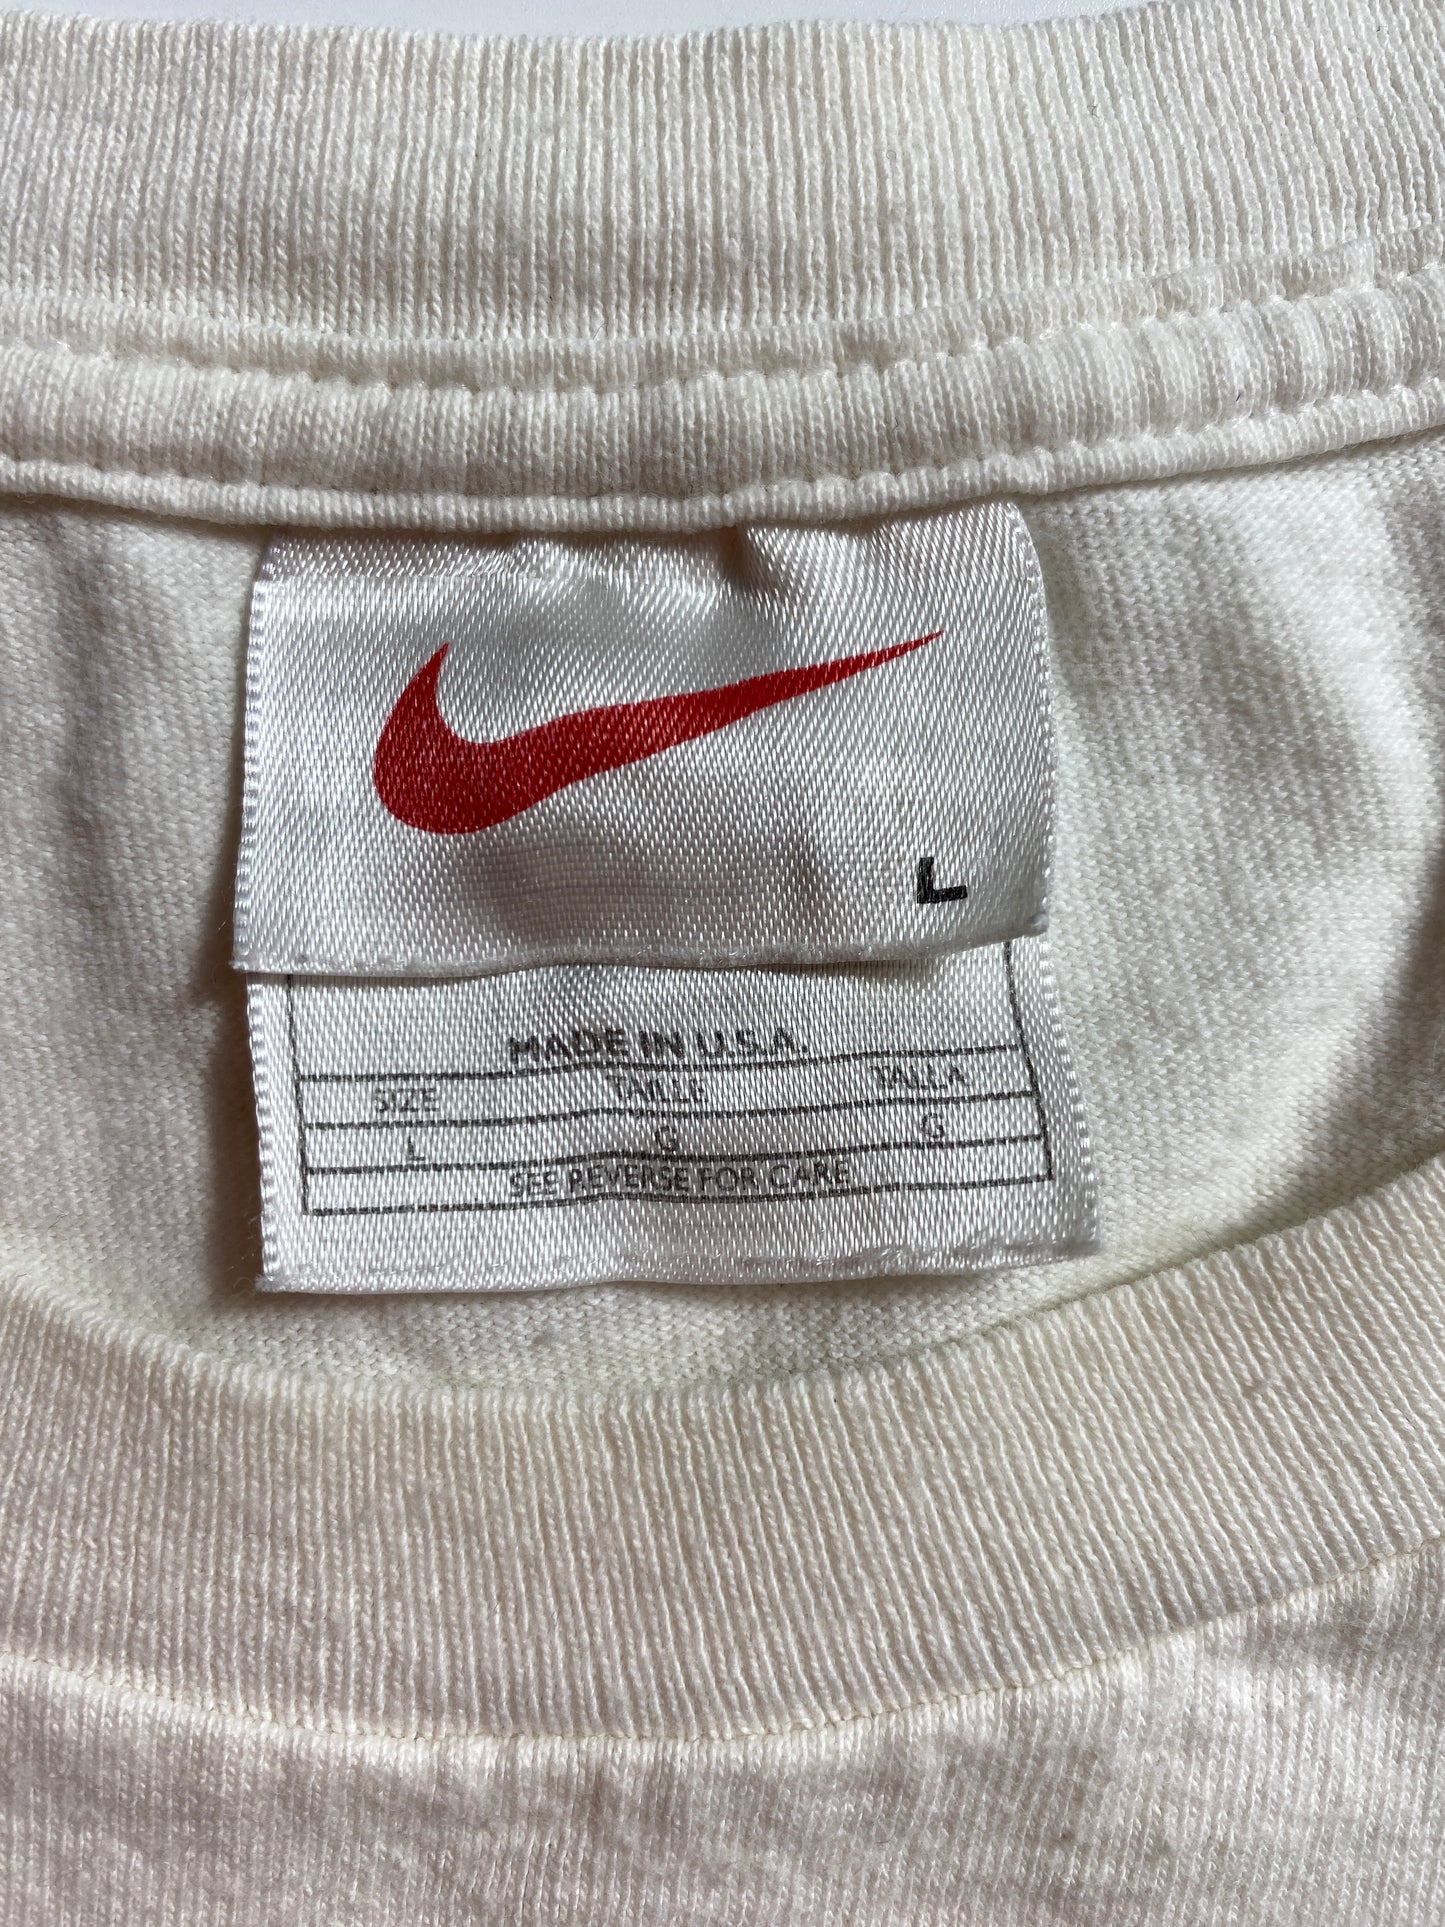 L
MADE IN U.S.A.
SIZE TAILLE TALLA
L G G
SEE REVERSE FOR CARE